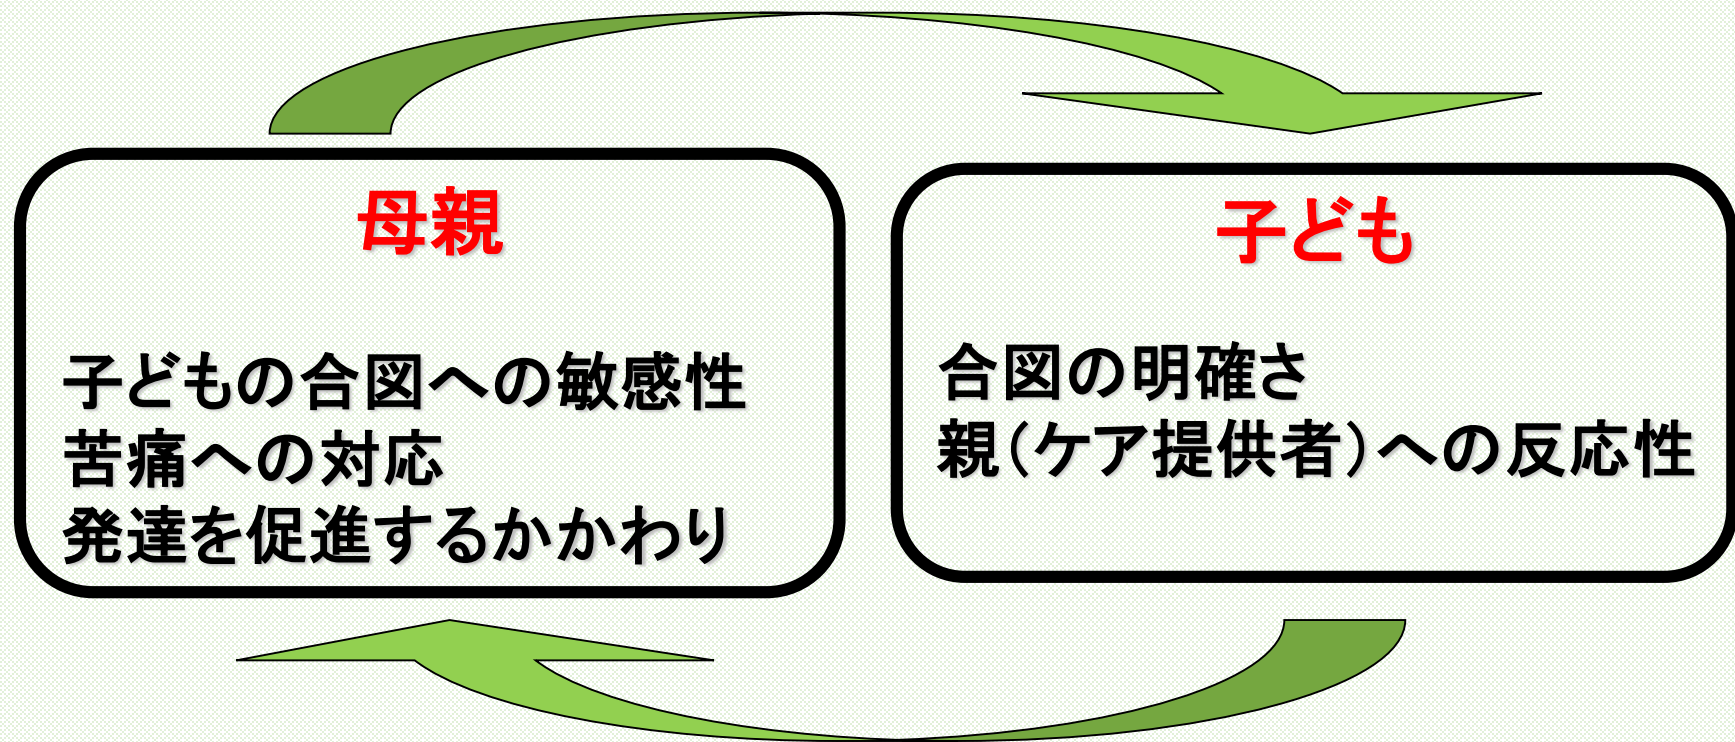 母親
子どもの合図への敏感性
苦痛への対応
発達を促進するかかわり
子ども
合図の明確さ
親（ケア提供者）への反応性